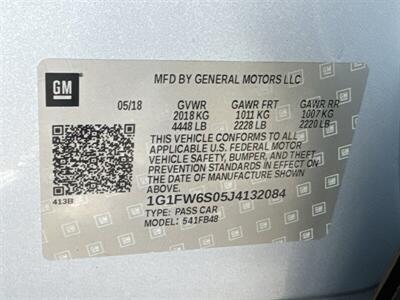 GM
MFD BY GENERAL MOTORS LLC
05/18 GVWR GAWR FRT GAWR RR
2018 KG 1011 KG 1007 KG
4448 LB 2228 LB 2220 LB
THIS VEHICLE CONFORMS TO ALL
APPLICABLE U.S. FEDERAL MOTOR
VEHICLE SAFETY, BUMPER, AND THEFT
PREVENTION STANDARDS IN EFFECT
ON THE DATE OF MANUFACTURE SHOWN
ABOVE.
1G1FW6S05J4132084
413B TYPE: PASS CAR
MODEL: 541FB48